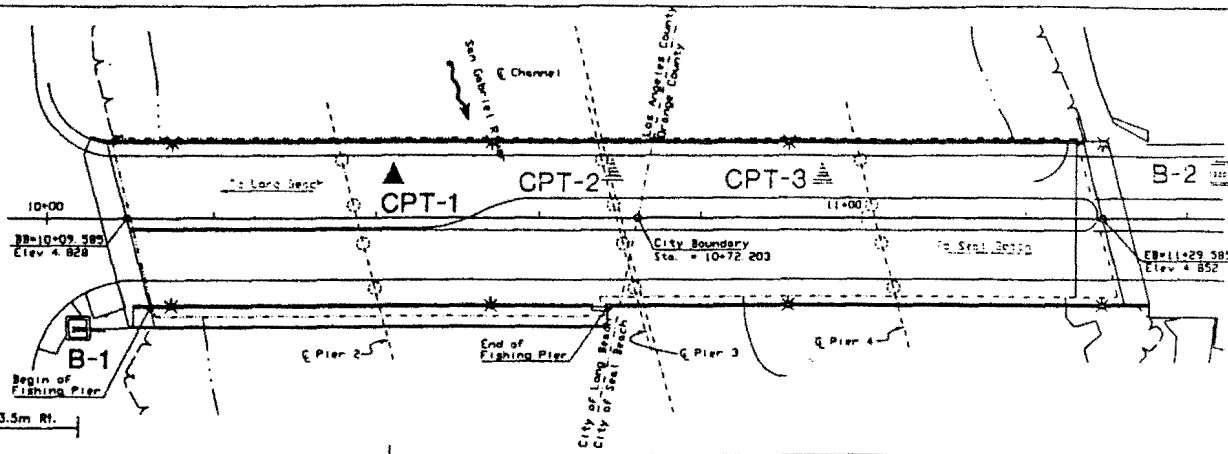 Los Angeles County
Orange County
San Gabriel River
℄ Channel
To Long Beach
CPT-1
CPT-2
CPT-3
B-2
10+00
11+00
BB=10+09.585
Elev 4.828
City Boundary
Sta. = 10+72.203
To Seal Beach
EB=11+29.585
Elev 4.852
B-1
Begin of
Fishing Pier
℄ Pier 2
End of
Fishing Pier
℄ Pier 3
℄ Pier 4
City of Long Beach
City of Seal Beach
3.5m Rt.